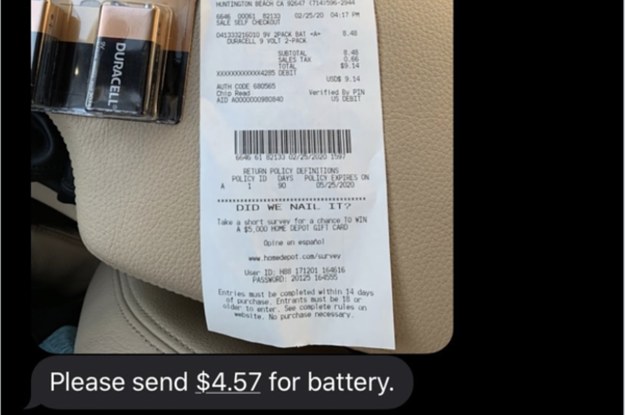 HUNTINGTON BEACH CA 92647 (714)596-2944
6646 00061 82133 02/25/20 04:17 PM
SALE SELF CHECKOUT
041333216010 9V 2PACK BAT <A> 8.48
DURACELL 9 VOLT 2-PACK
SUBTOTAL 8.48
SALES TAX 0.66
TOTAL $9.14
XXXXXXXXXXXX4285 DEBIT
USD$ 9.14
AUTH CODE 680565
Chip Read Verified By PIN
AID A0000000980840 US DEBIT
DURACELL
6646 61 82133 02/25/2020 1597
RETURN POLICY DEFINITIONS
POLICY ID DAYS POLICY EXPIRES ON
A 1 90 05/25/2020
DID WE NAIL IT?
Take a short survey for a chance TO WIN
A $5,000 HOME DEPOT GIFT CARD
Opine en español
www.homedepot.com/survey
User ID: H88 171201 164616
PASSWORD: 20125 164555
Entries must be completed within 14 days
of purchase. Entrants must be 18 or
older to enter. See complete rules on
website. No purchase necessary.
Please send $4.57 for battery.